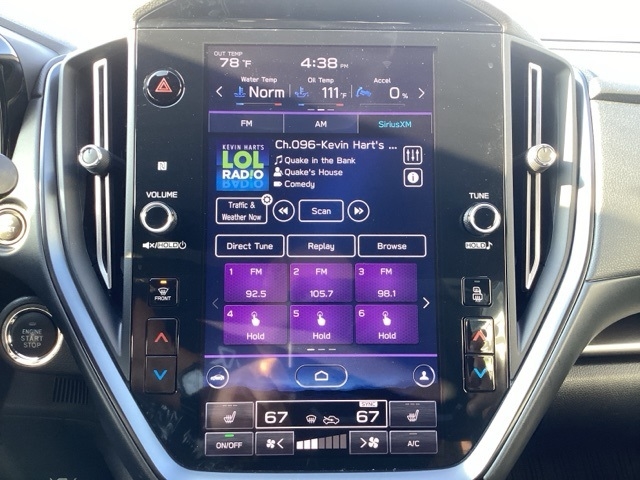 OUT TEMP
78 °F
4:38 PM
Water Temp
Oil Temp
Accel
Norm
111 °F
0 %
FM
AM
SiriusXM
KEVIN HART'S
LOL
RADIO
Ch.096-Kevin Hart's ...
Quake in the Bank
Quake's House
Comedy
Traffic &
Weather Now
Scan
Direct Tune
Replay
Browse
1 FM
92.5
2 FM
105.7
3 FM
98.1
4
Hold
5
Hold
6
Hold
VOLUME
HOLD
TUNE
HOLD
FRONT
ENGINE
START
STOP
67
SYNC
67
ON/OFF
A/C